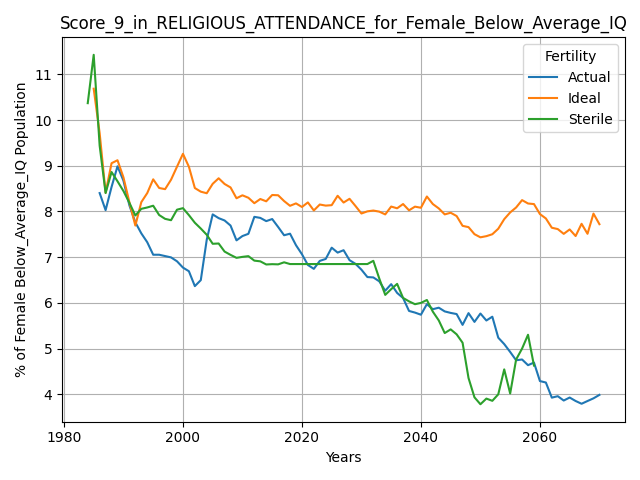 Score_9_in_RELIGIOUS_ATTENDANCE_for_Female_Below_Average_IQ
% of Female Below_Average_IQ Population
11
10
9
8
7
6
5
4
Fertility
Actual
Ideal
Sterile
1980 2000 2020 2040 2060
Years